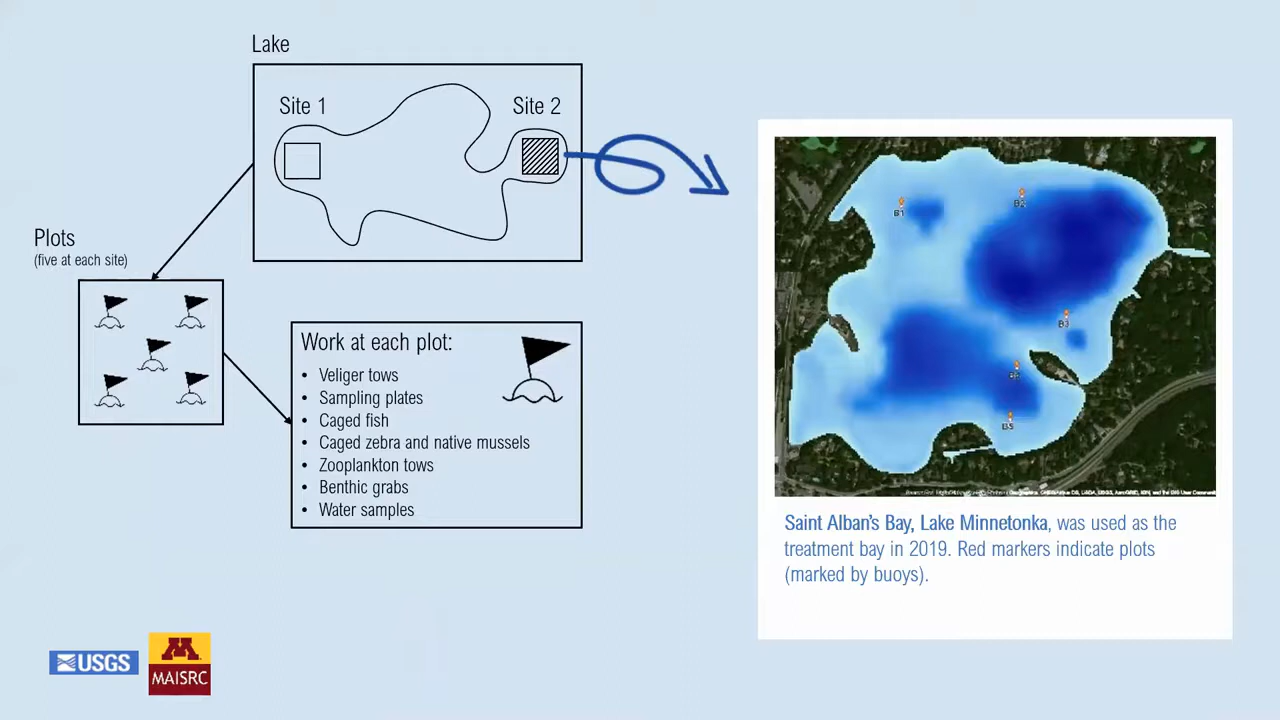 Lake
Site 1
Site 2
Plots
(five at each site)
Work at each plot:
• Veliger tows
• Sampling plates
• Caged fish
• Caged zebra and native mussels
• Zooplankton tows
• Benthic grabs
• Water samples
B1
B2
B3
B5
Saint Alban's Bay, Lake Minnetonka, was used as the
treatment bay in 2019. Red markers indicate plots
(marked by buoys).
USGS
M
MAISRC